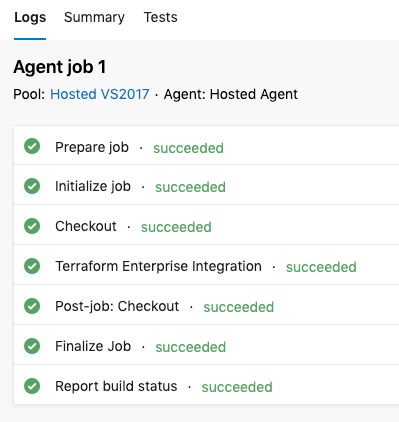 Logs Summary Tests
Agent job 1
Pool: Hosted VS2017 · Agent: Hosted Agent
Prepare job · succeeded
Initialize job · succeeded
Checkout · succeeded
Terraform Enterprise Integration · succeeded
Post-job: Checkout · succeeded
Finalize Job · succeeded
Report build status · succeeded